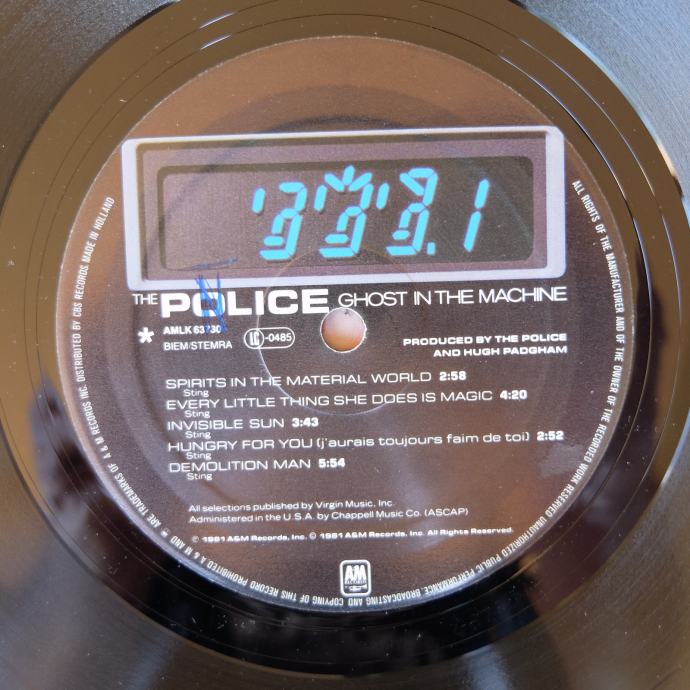 .1
THE POLICE GHOST IN THE MACHINE
* AMLK 63730
BIEM/STEMRA
LC-0485
PRODUCED BY THE POLICE
AND HUGH PADGHAM
SPIRITS IN THE MATERIAL WORLD 2:58
Sting
EVERY LITTLE THING SHE DOES IS MAGIC 4:20
Sting
INVISIBLE SUN 3:43
Sting
HUNGRY FOR YOU (j'aurais toujours faim de toi) 2:52
Sting
DEMOLITION MAN 5:54
Sting
All selections published by Virgin Music, Inc.
Administered in the U.S.A. by Chappell Music Co. (ASCAP)
℗ 1981 A&M Records, Inc. © 1981 A&M Records, Inc. All Rights Reserved.
A&M
ALL RIGHTS OF THE MANUFACTURER AND OF THE OWNER OF THE RECORDED WORK RESERVED UNAUTHORIZED PUBLIC PERFORMANCE BROADCASTING AND COPYING OF THIS RECORD PROHIBITED A & M AND ARE TRADEMARKS OF A & M RECORDS INC. DISTRIBUTED BY CBS RECORDS MADE IN HOLLAND